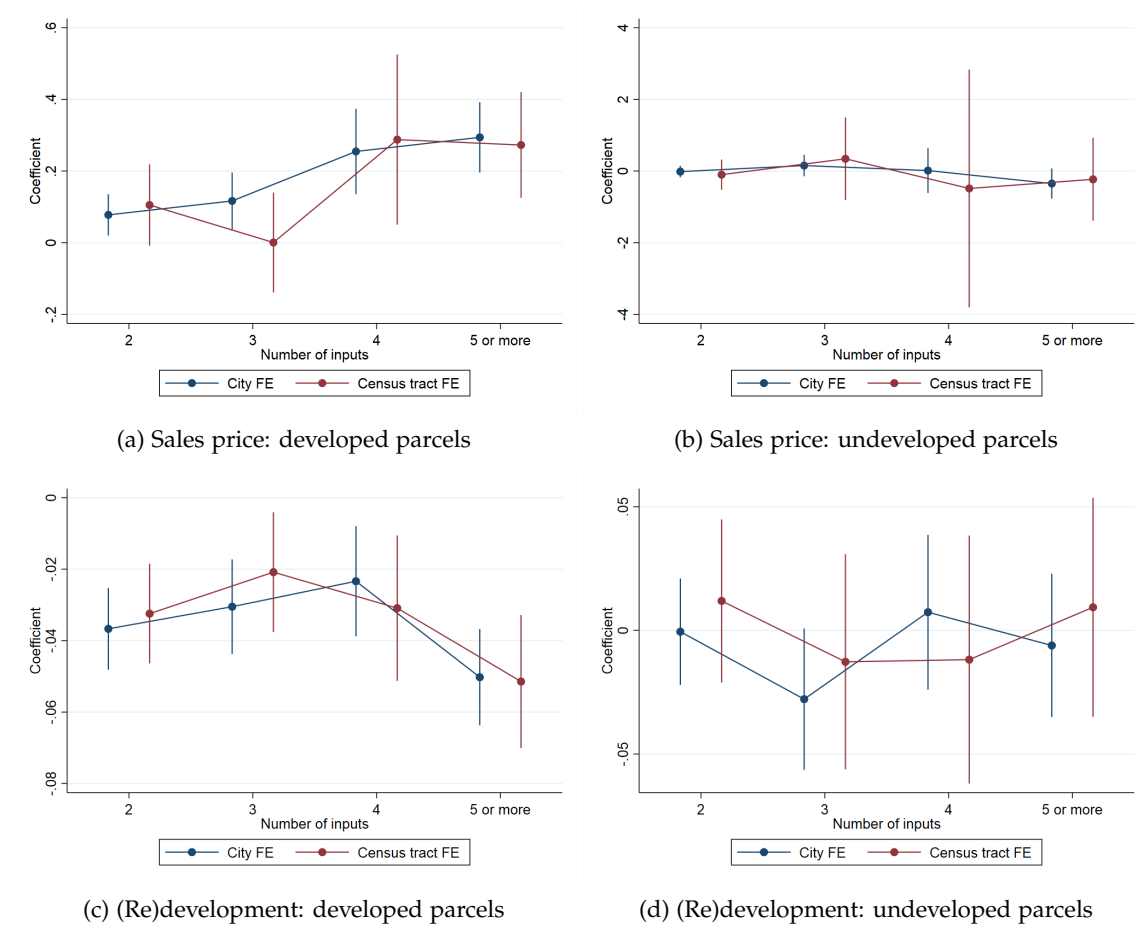 .6
.4
.2
0
-.2
Coefficient
2 3 4 5 or more
Number of inputs
City FE Census tract FE
(a) Sales price: developed parcels
4
2
0
-2
-4
Coefficient
2 3 4 5 or more
Number of inputs
City FE Census tract FE
(b) Sales price: undeveloped parcels
0
-.02
-.04
-.06
-.08
Coefficient
2 3 4 5 or more
Number of inputs
City FE Census tract FE
(c) (Re)development: developed parcels
.05
0
-.05
Coefficient
2 3 4 5 or more
Number of inputs
City FE Census tract FE
(d) (Re)development: undeveloped parcels